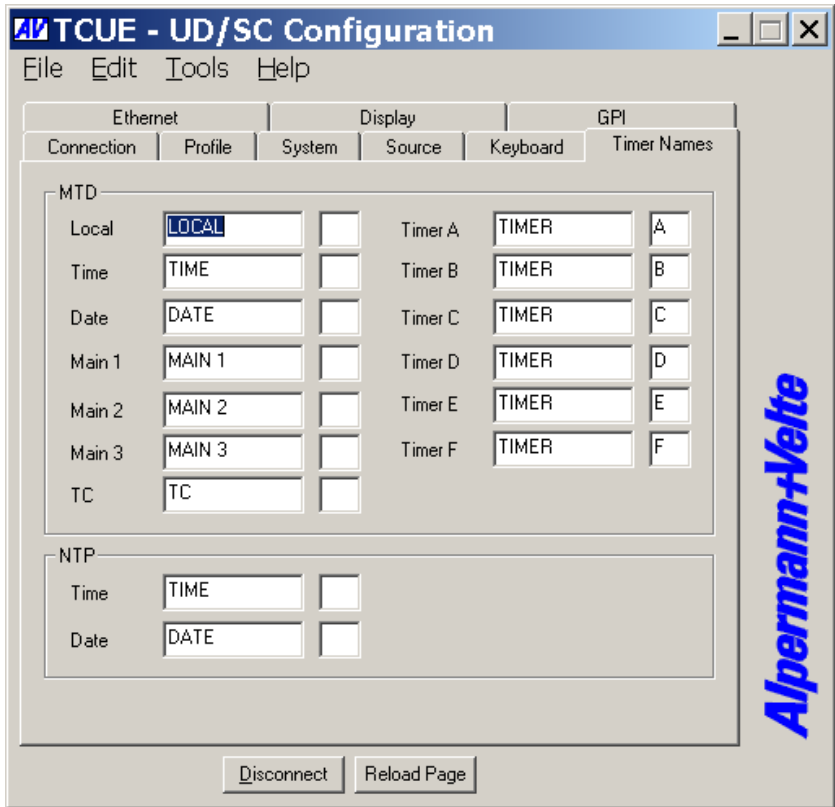 AV TCUE - UD/SC Configuration
File Edit Tools Help
Ethernet Display GPI
Connection Profile System Source Keyboard Timer Names
MTD
Local LOCAL Timer A TIMER A
Time TIME Timer B TIMER B
Date DATE Timer C TIMER C
Main 1 MAIN 1 Timer D TIMER D
Main 2 MAIN 2 Timer E TIMER E
Main 3 MAIN 3 Timer F TIMER F
TC TC
NTP
Time TIME
Date DATE
Alpermann+Velte
Disconnect Reload Page